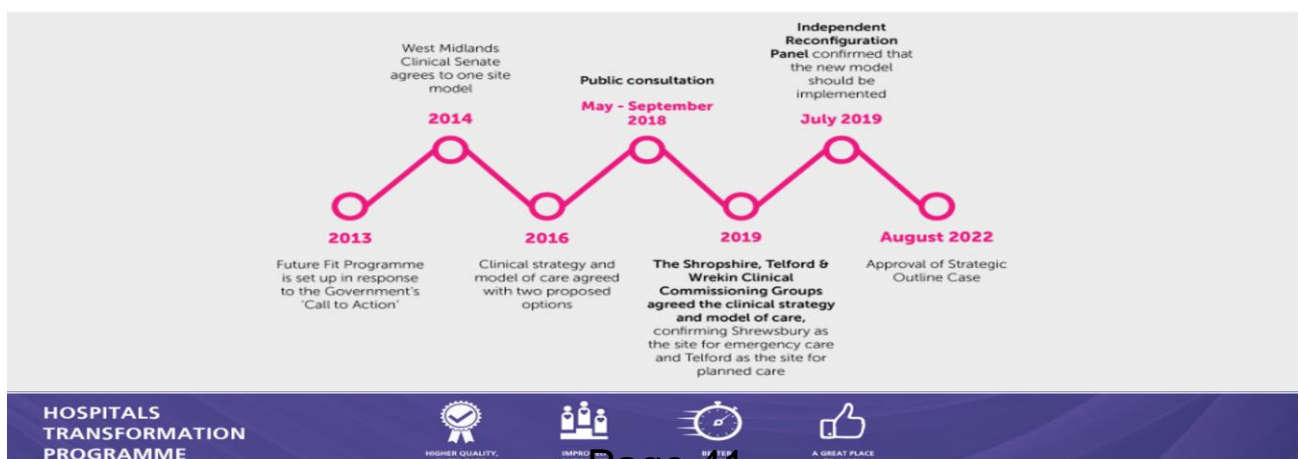 West Midlands
Clinical Senate
agrees to one site
model
2014
Public consultation
May - September
2018
Independent
Reconfiguration
Panel confirmed that
the new model
should be
implemented
July 2019
2013
Future Fit Programme
is set up in response
to the Government's
'Call to Action'
2016
Clinical strategy and
model of care agreed
with two proposed
options
2019
The Shropshire, Telford &
Wrekin Clinical
Commissioning Groups
agreed the clinical strategy
and model of care,
confirming Shrewsbury as
the site for emergency care
and Telford as the site for
planned care
August 2022
Approval of Strategic
Outline Case
HOSPITALS
TRANSFORMATION
PROGRAMME
HIGHER QUALITY,
A GREAT PLACE
Page 41